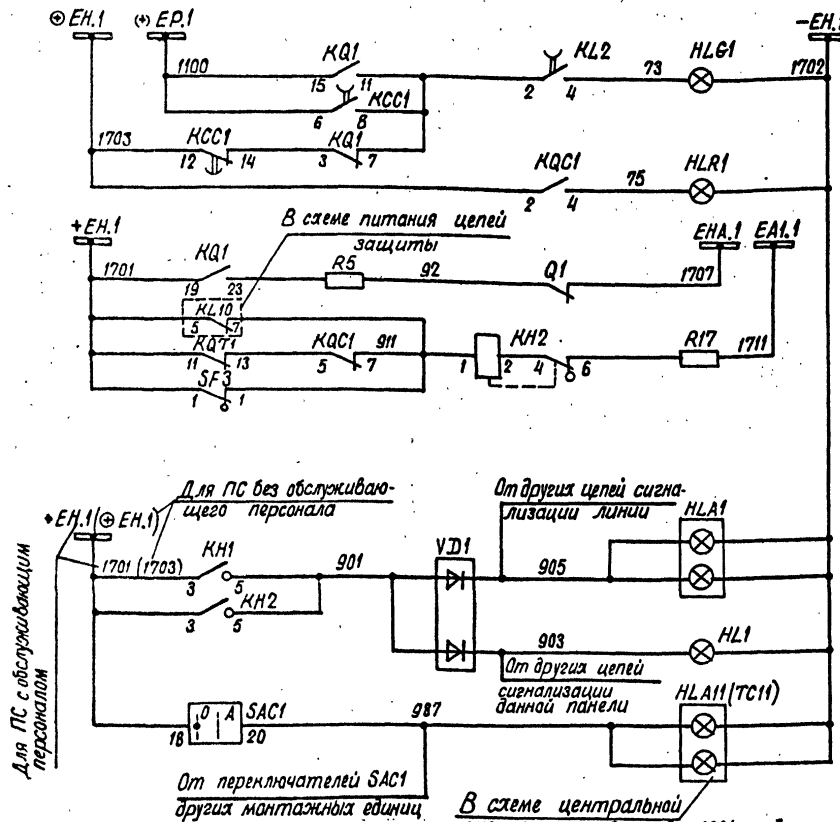 ⊕ EH.1 (+) EP.1 -EH.1
1100 KQ1 KL2 73 HLG1 1702
15 11 2 4
KCC1
6 8
1703 KCC1 KQ1
12 14 3 7
KQC1 75 HLR1
2 4
+EH.1
В схеме питания цепей
защиты
EHA.1 EA1.1
1701 KQ1 R5 92 Q1 1707
19 23
KL10
5 7
KQT1 KQC1 911 KH2 R17 1711
11 13 5 7 1 2 4 6
SF3
1 1
Для ПС без обслуживаю-
щего персонала
От других цепей сигна-
лизации линии
+EH.1 (⊕ EH.1)
HLA1
1701 (1703) KH1 901 VD1 905
3 5
KH2
3 5
903 HL1
От других цепей
сигнализации
данной панели
Для ПС с обслуживающим
персоналом
HLA11 (TC11)
O A SAC1 987
18 20
От переключателей SAC1
других монтажных единиц
В схеме центральной